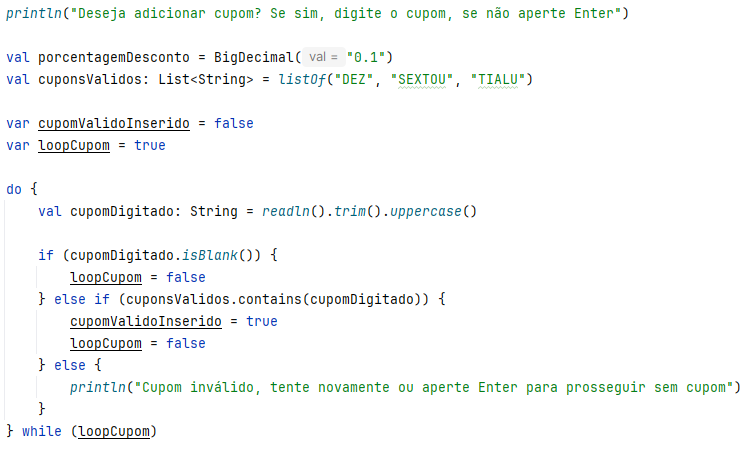 println("Deseja adicionar cupom? Se sim, digite o cupom, se não aperte Enter")
val porcentagemDesconto = BigDecimal( val = "0.1")
val cuponsValidos: List<String> = listOf("DEZ", "SEXTOU", "TIALU")
var cupomValidoInserido = false
var loopCupom = true
do {
    val cupomDigitado: String = readln().trim().uppercase()
    if (cupomDigitado.isBlank()) {
        loopCupom = false
    } else if (cuponsValidos.contains(cupomDigitado)) {
        cupomValidoInserido = true
        loopCupom = false
    } else {
        println("Cupom inválido, tente novamente ou aperte Enter para prosseguir sem cupom")
    }
} while (loopCupom)